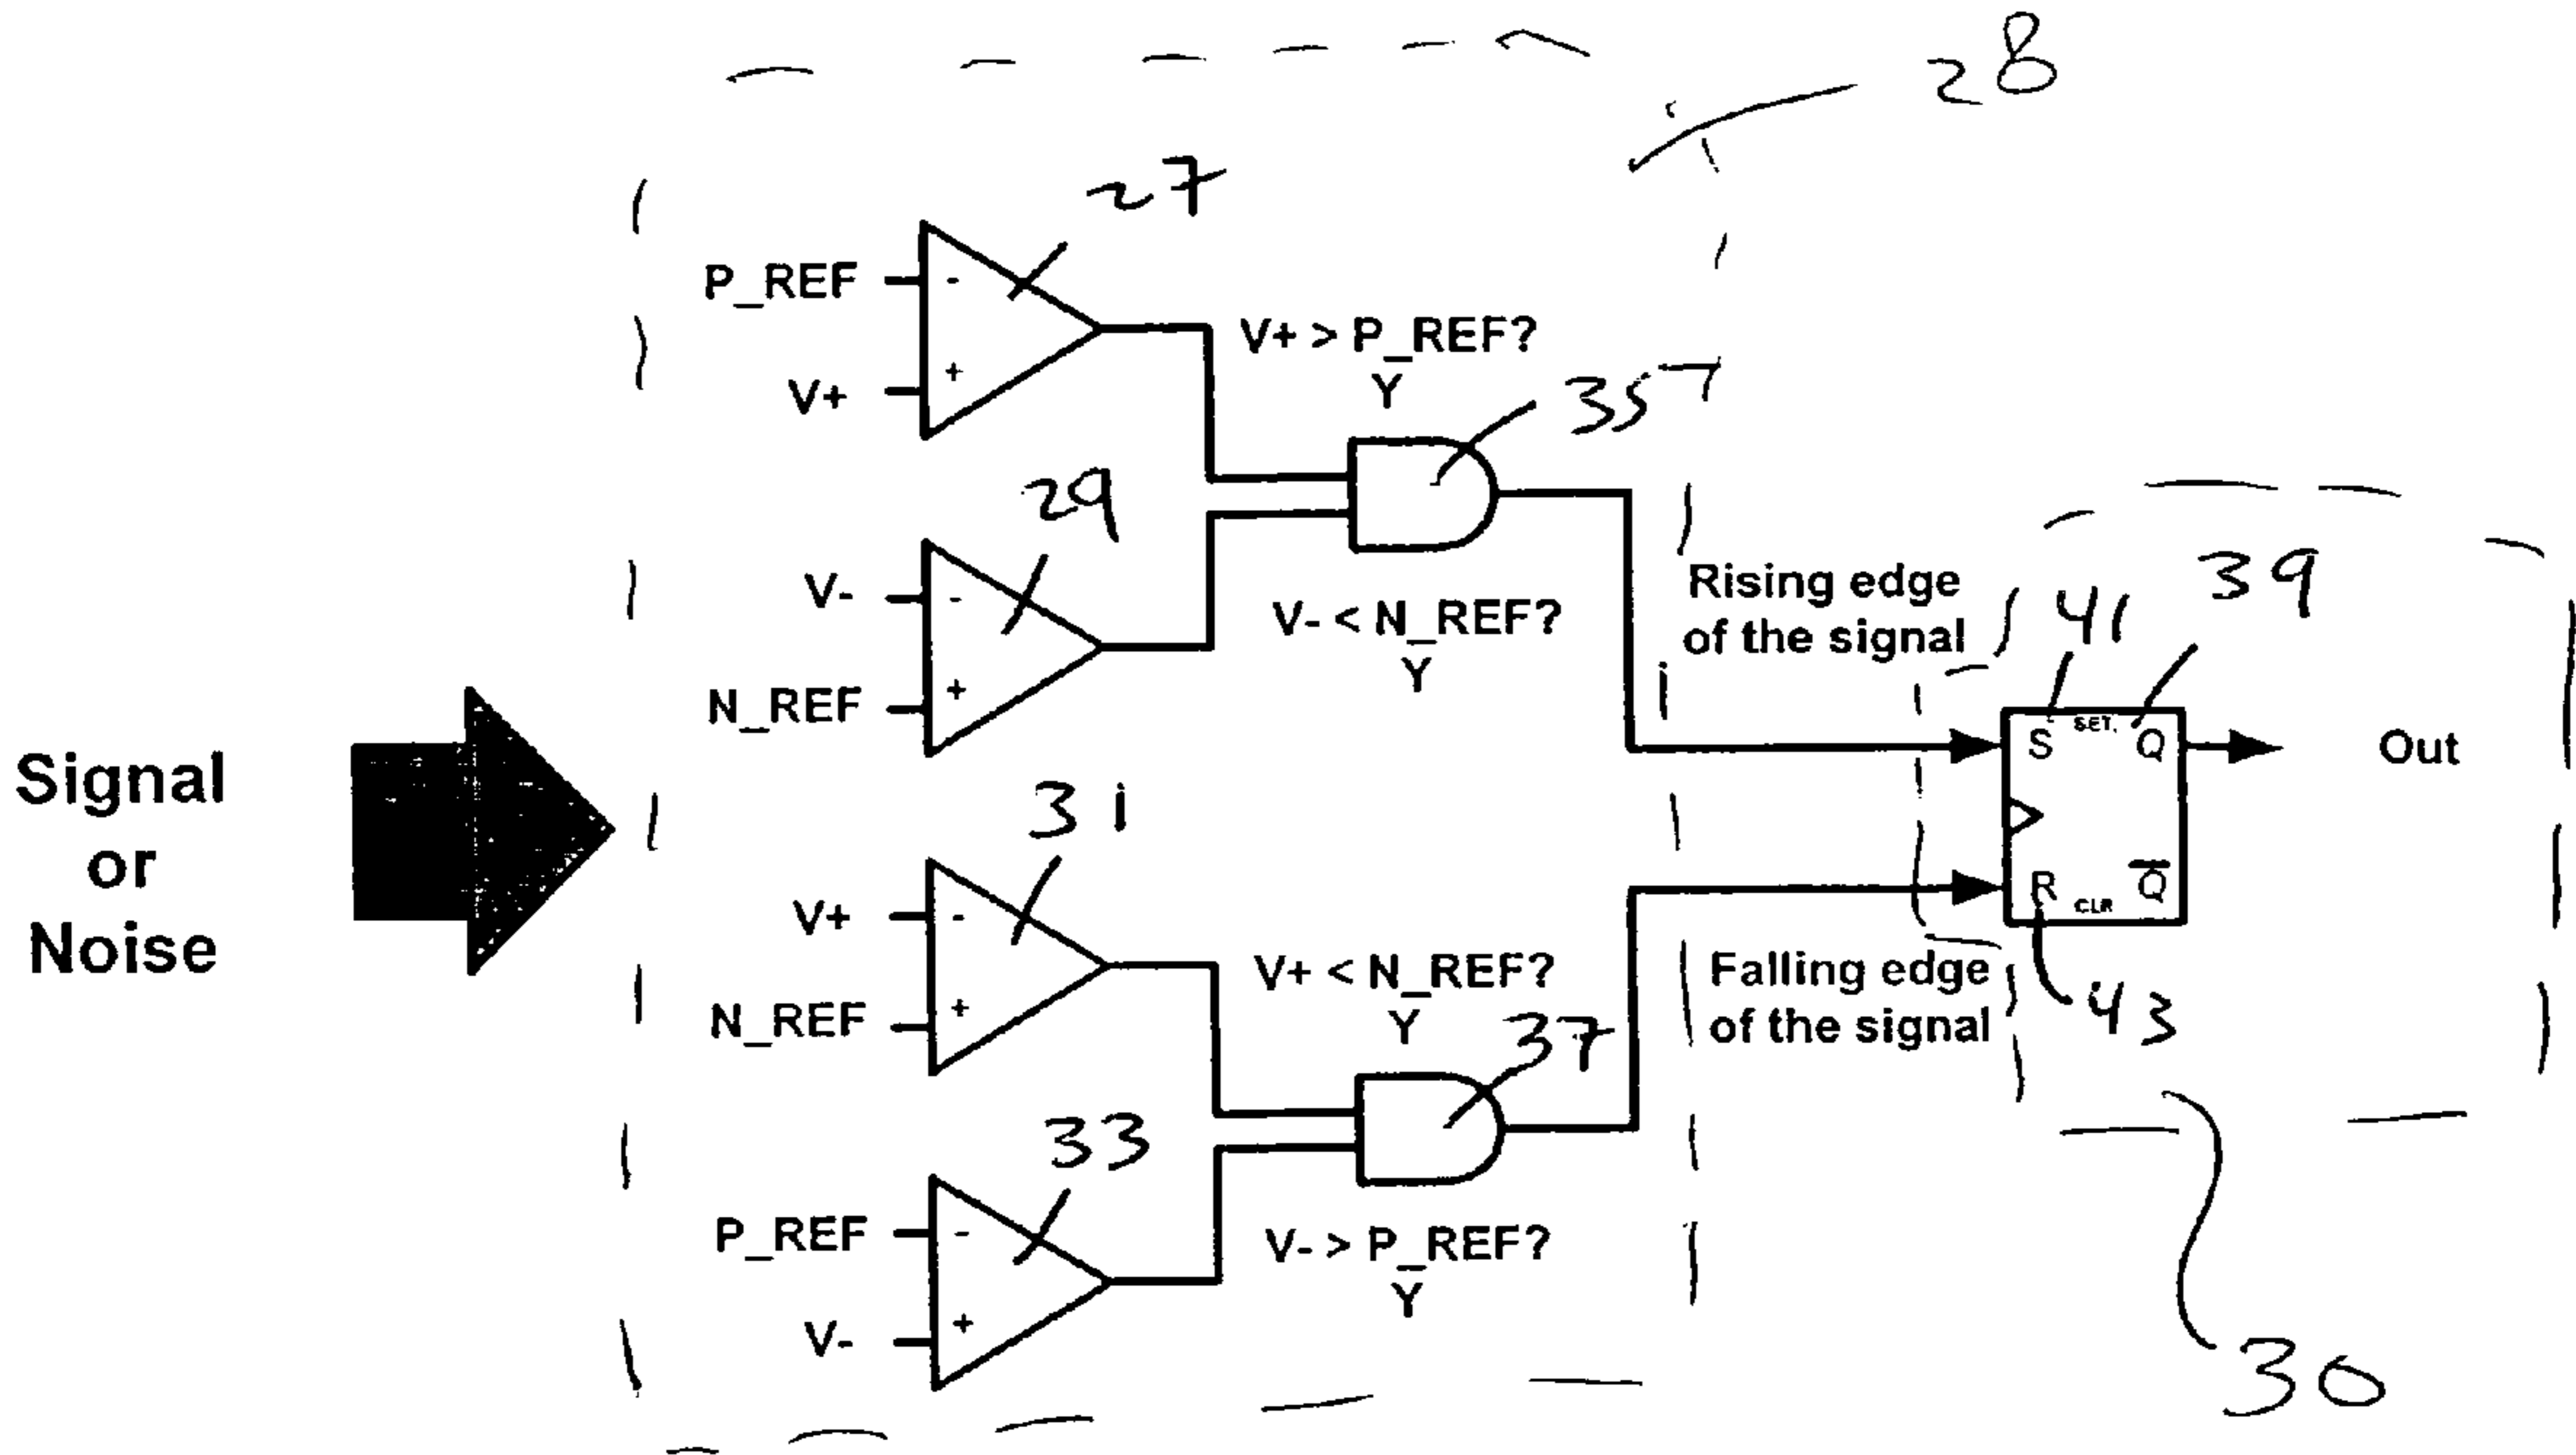 28
27
P_REF
-
+
V+
V+ > P_REF?
Y
35
29
V-
-
+
N_REF
V- < N_REF?
Y
Rising edge
of the signal
41
39
S
SET
Q
Out
R
CLR
Q̅
43
Signal
or
Noise
31
V+
-
+
N_REF
V+ < N_REF?
Y
37
Falling edge
of the signal
33
P_REF
-
+
V-
V- > P_REF?
Y
30